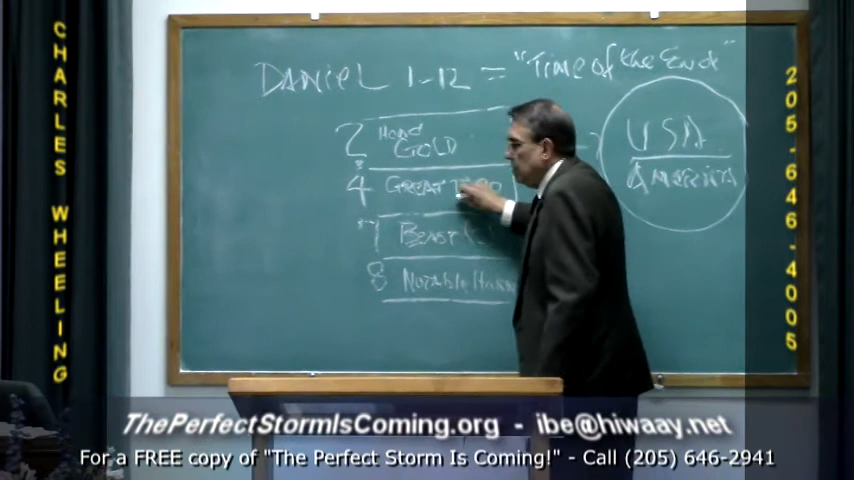 CHARLES WHEELING
DANIEL 1-12 = "Time of the End"
2 Head
GOLD
4 GREAT
7 BEAST
8 Notable
USA
America
205-646-4005
ThePerfectStormIsComing.org - ibe@hiwaay.net
For a FREE copy of "The Perfect Storm Is Coming!" - Call (205) 646-2941